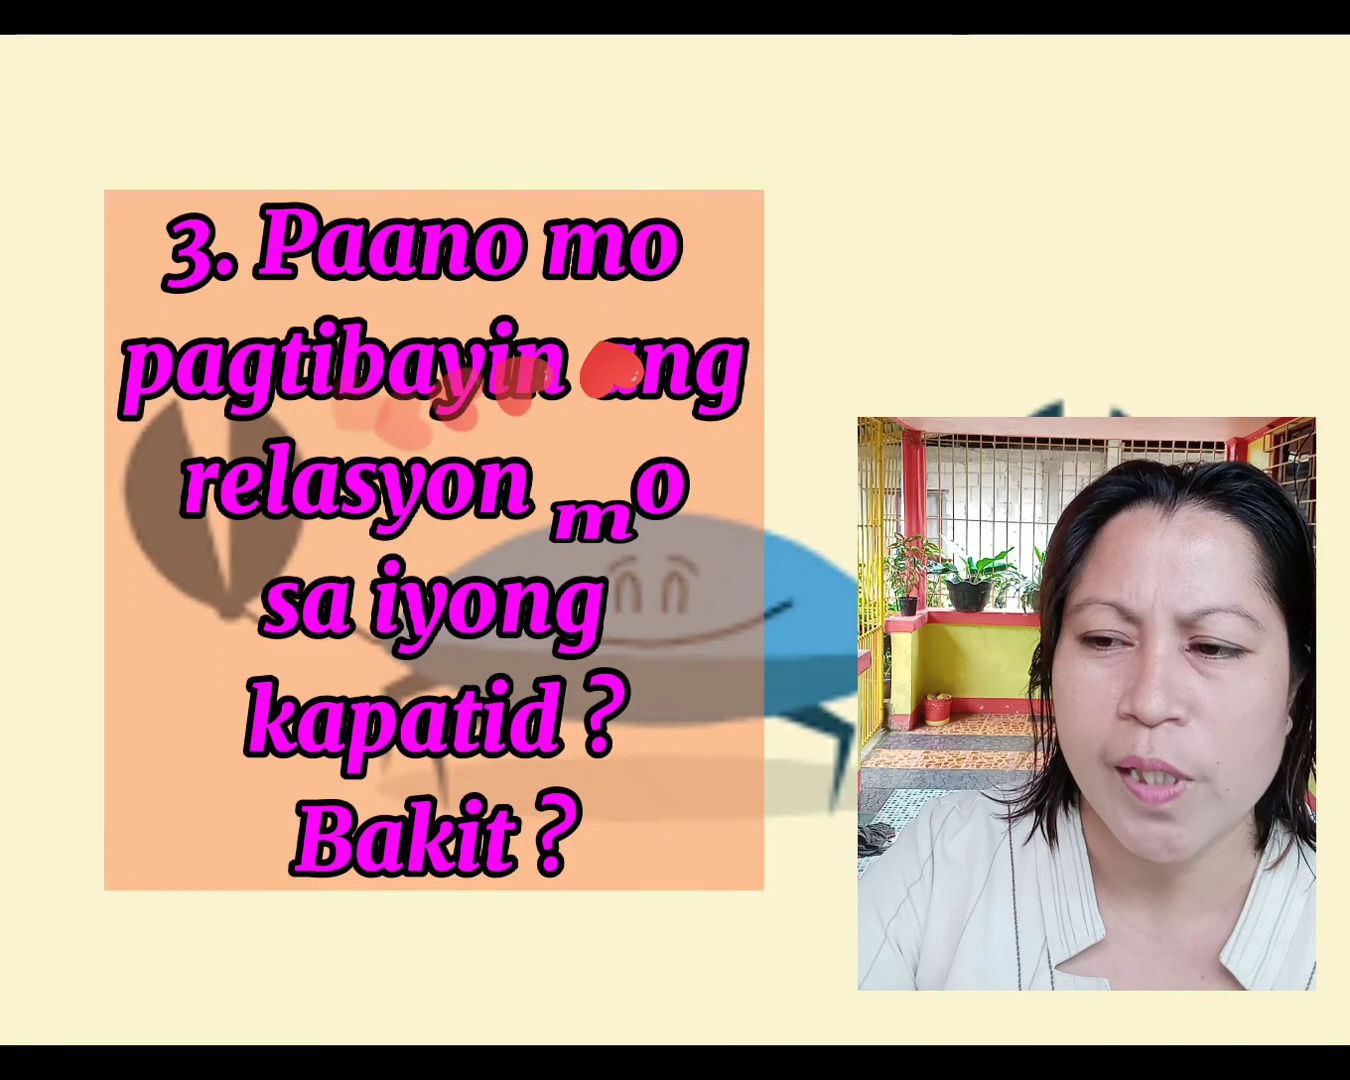 3. Paano mo
pagtibayin ang
relasyon mo
sa iyong
kapatid ?
Bakit ?